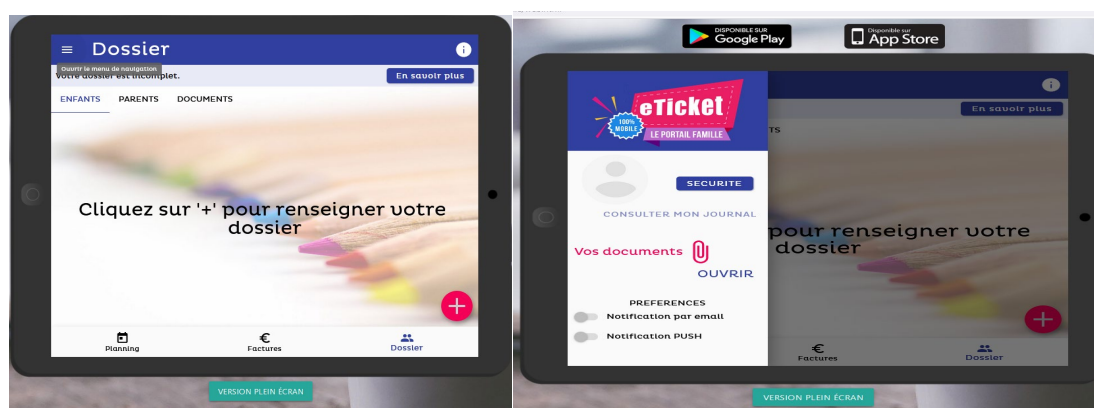 Dossier
i
Ouvrir le menu de navigation
Votre dossier est incomplet.
En savoir plus
ENFANTS PARENTS DOCUMENTS
Cliquez sur '+' pour renseigner votre
dossier
+
Planning
€
Factures
Dossier
VERSION PLEIN ÉCRAN
DISPONIBLE SUR
Google Play
Disponible sur
App Store
i
eTicket
100%
MOBILE
LE PORTAIL FAMILLE
En savoir plus
TS
SECURITE
CONSULTER MON JOURNAL
pour renseigner votre
dossier
Vos documents
OUVRIR
PREFERENCES
Notification par email
Notification PUSH
+
€
Factures
Dossier
VERSION PLEIN ÉCRAN